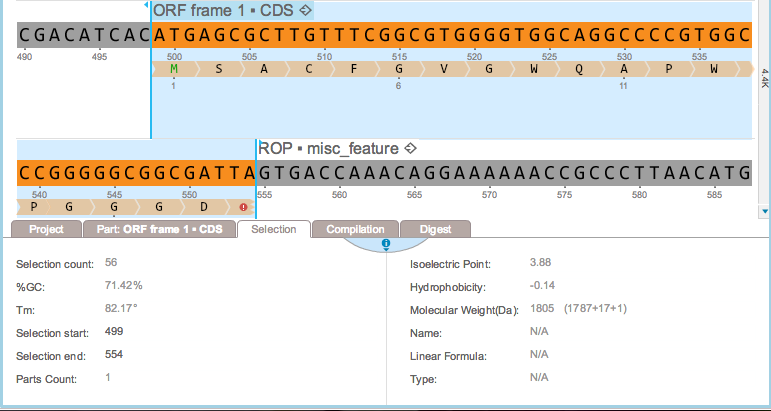 ORF frame 1 ▪ CDS
CGACATCACATGAGCGCTTGTTTCGGCGTGGGGTGGCAGGCCCCGTGGC
490 495 500 505 510 515 520 525 530 535
M S A C F G V G W Q A P W
1 6 11
4.4K
ROP ▪ misc_feature
CCGGGGGCGGCGATTAGTGACCAAACAGGAAAAAACCGCCCTTAACATG
540 545 550 555 560 565 570 575 580 585
P G G G D
Project Part: ORF frame 1 ▪ CDS Selection Compilation Digest
Selection count: 56
%GC: 71.42%
Tm: 82.17°
Selection start: 499
Selection end: 554
Parts Count: 1
Isoelectric Point: 3.88
Hydrophobicity: -0.14
Molecular Weight(Da): 1805 (1787+17+1)
Name: N/A
Linear Formula: N/A
Type: N/A